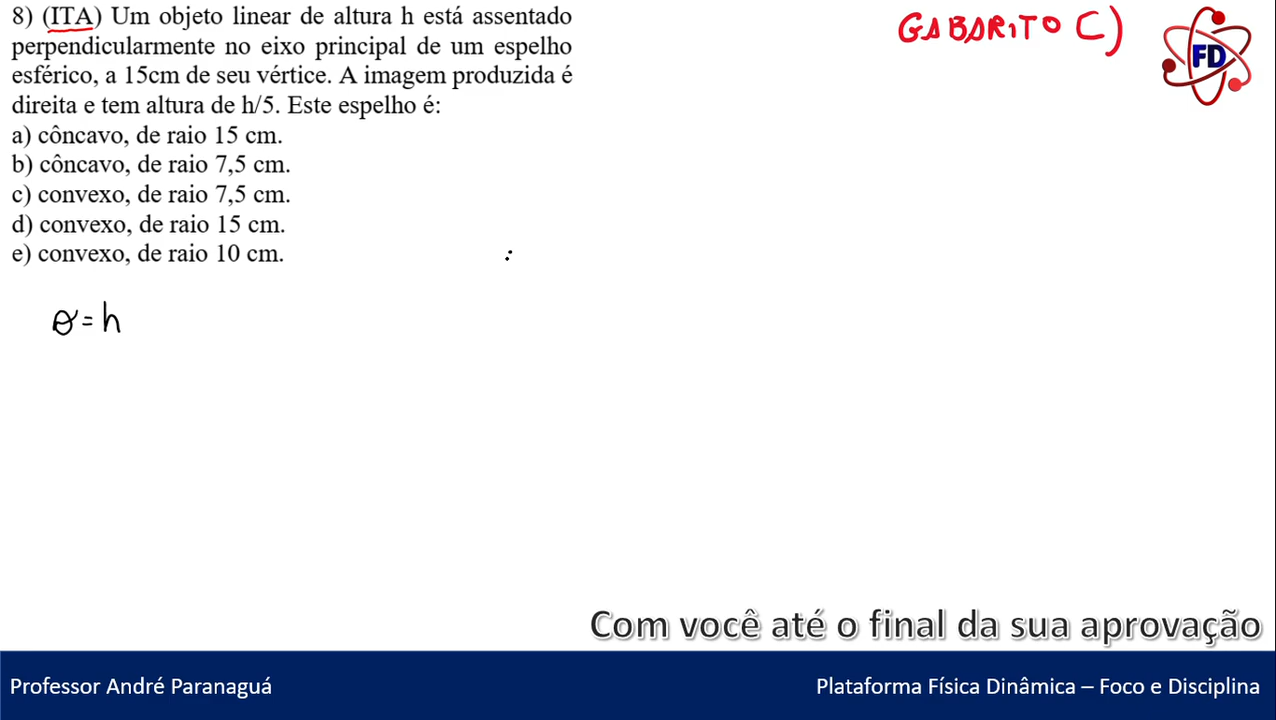 8) (ITA) Um objeto linear de altura h está assentado
perpendicularmente no eixo principal de um espelho
esférico, a 15cm de seu vértice. A imagem produzida é
direita e tem altura de h/5. Este espelho é:
a) côncavo, de raio 15 cm.
b) côncavo, de raio 7,5 cm.
c) convexo, de raio 7,5 cm.
d) convexo, de raio 15 cm.
e) convexo, de raio 10 cm.
GABARITO C)
FD
θ = h
Com você até o final da sua aprovação
Professor André Paranaguá
Plataforma Física Dinâmica – Foco e Disciplina